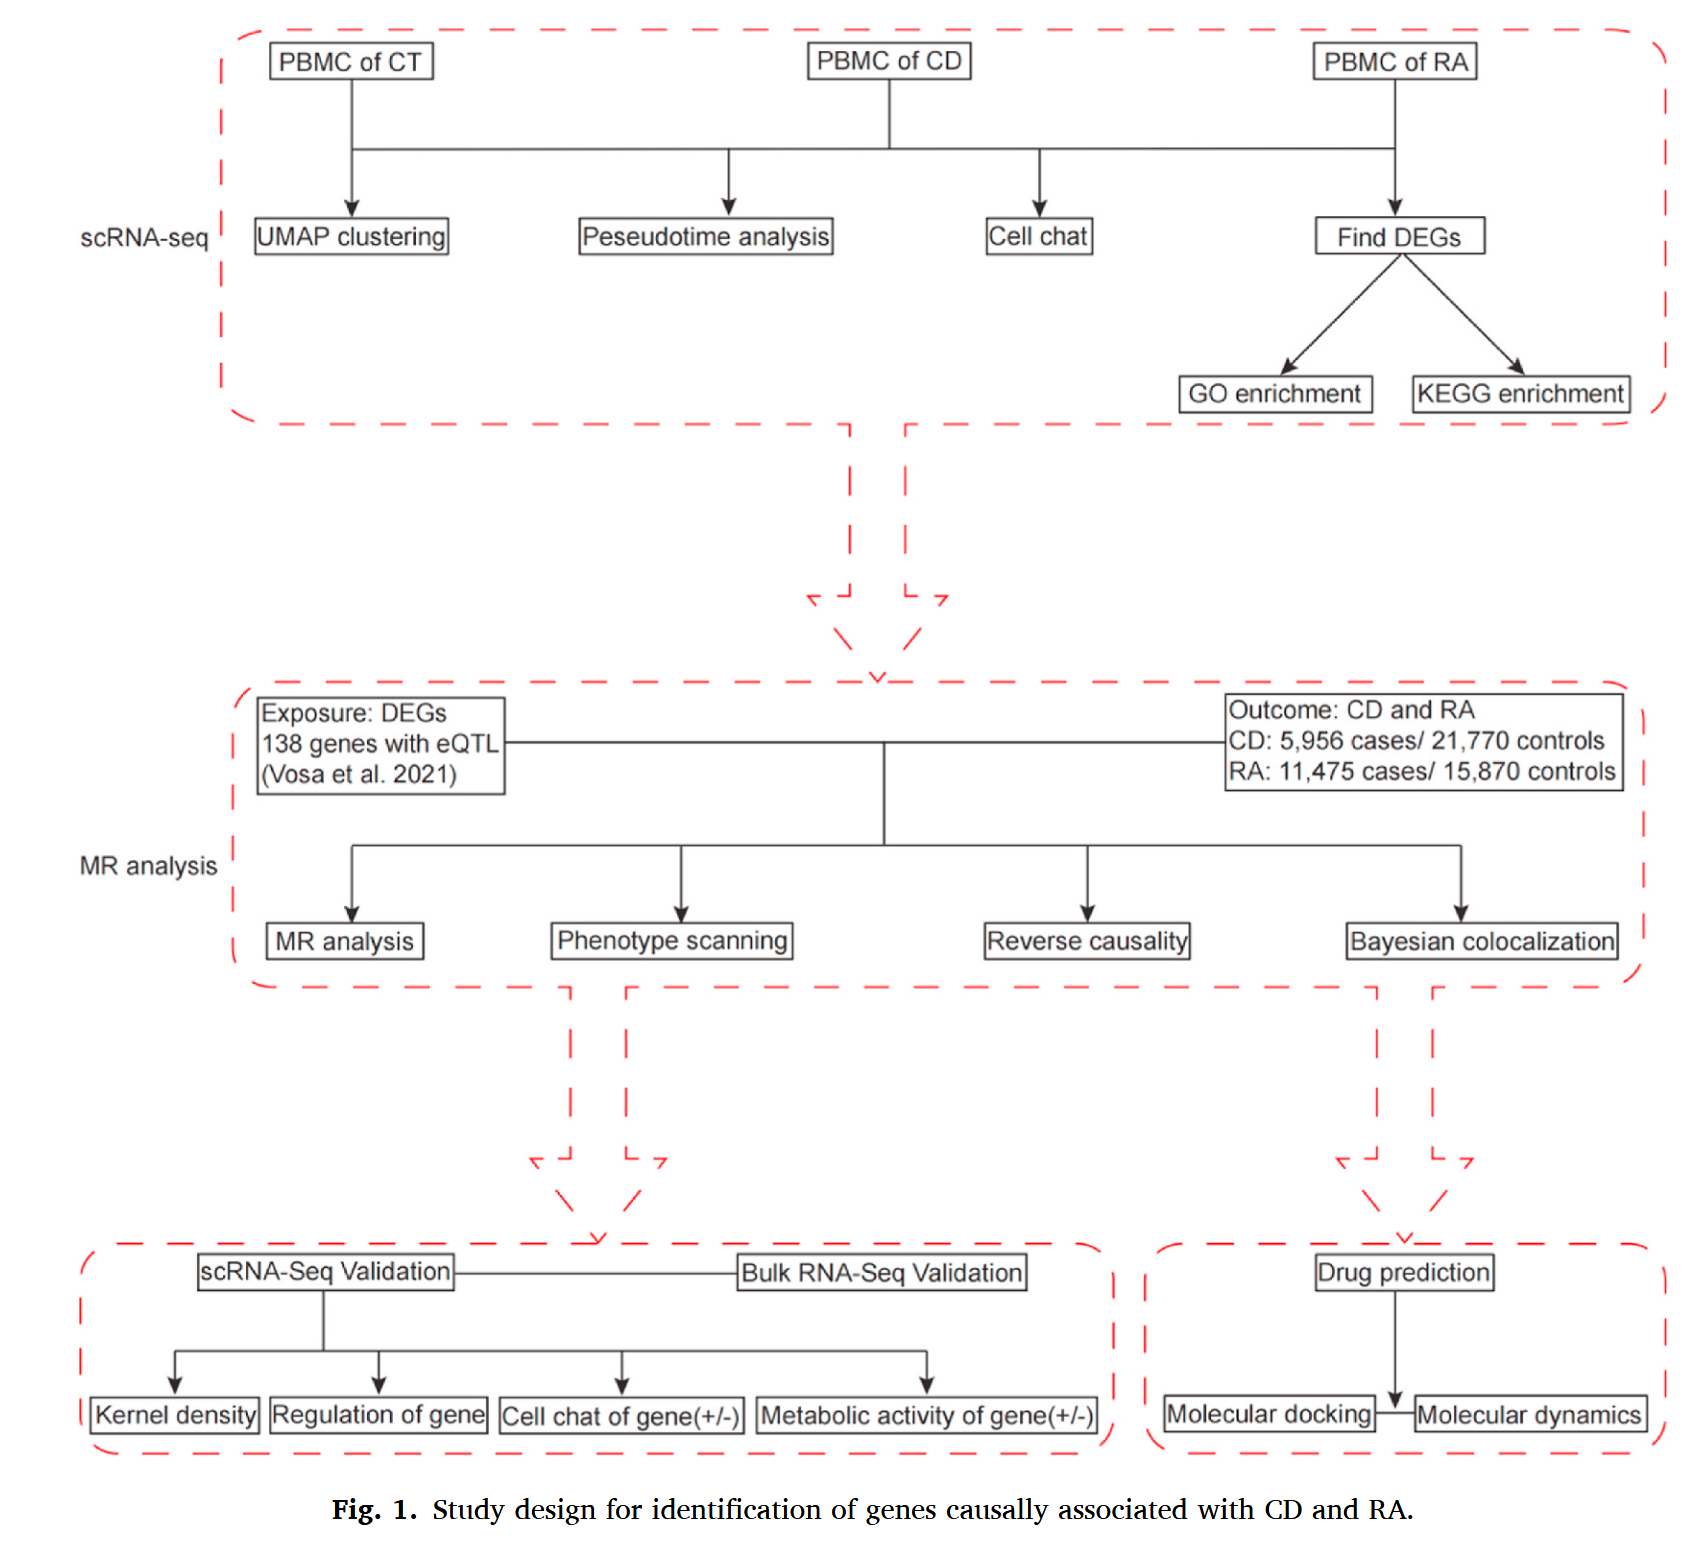 PBMC of CT
PBMC of CD
PBMC of RA
scRNA-seq
UMAP clustering
Peseudotime analysis
Cell chat
Find DEGs
GO enrichment
KEGG enrichment
Exposure: DEGs
138 genes with eQTL
(Vosa et al. 2021)
Outcome: CD and RA
CD: 5,956 cases/ 21,770 controls
RA: 11,475 cases/ 15,870 controls
MR analysis
MR analysis
Phenotype scanning
Reverse causality
Bayesian colocalization
scRNA-Seq Validation
Bulk RNA-Seq Validation
Kernel density
Regulation of gene
Cell chat of gene(+/-)
Metabolic activity of gene(+/-)
Drug prediction
Molecular docking
Molecular dynamics
Fig. 1. Study design for identification of genes causally associated with CD and RA.